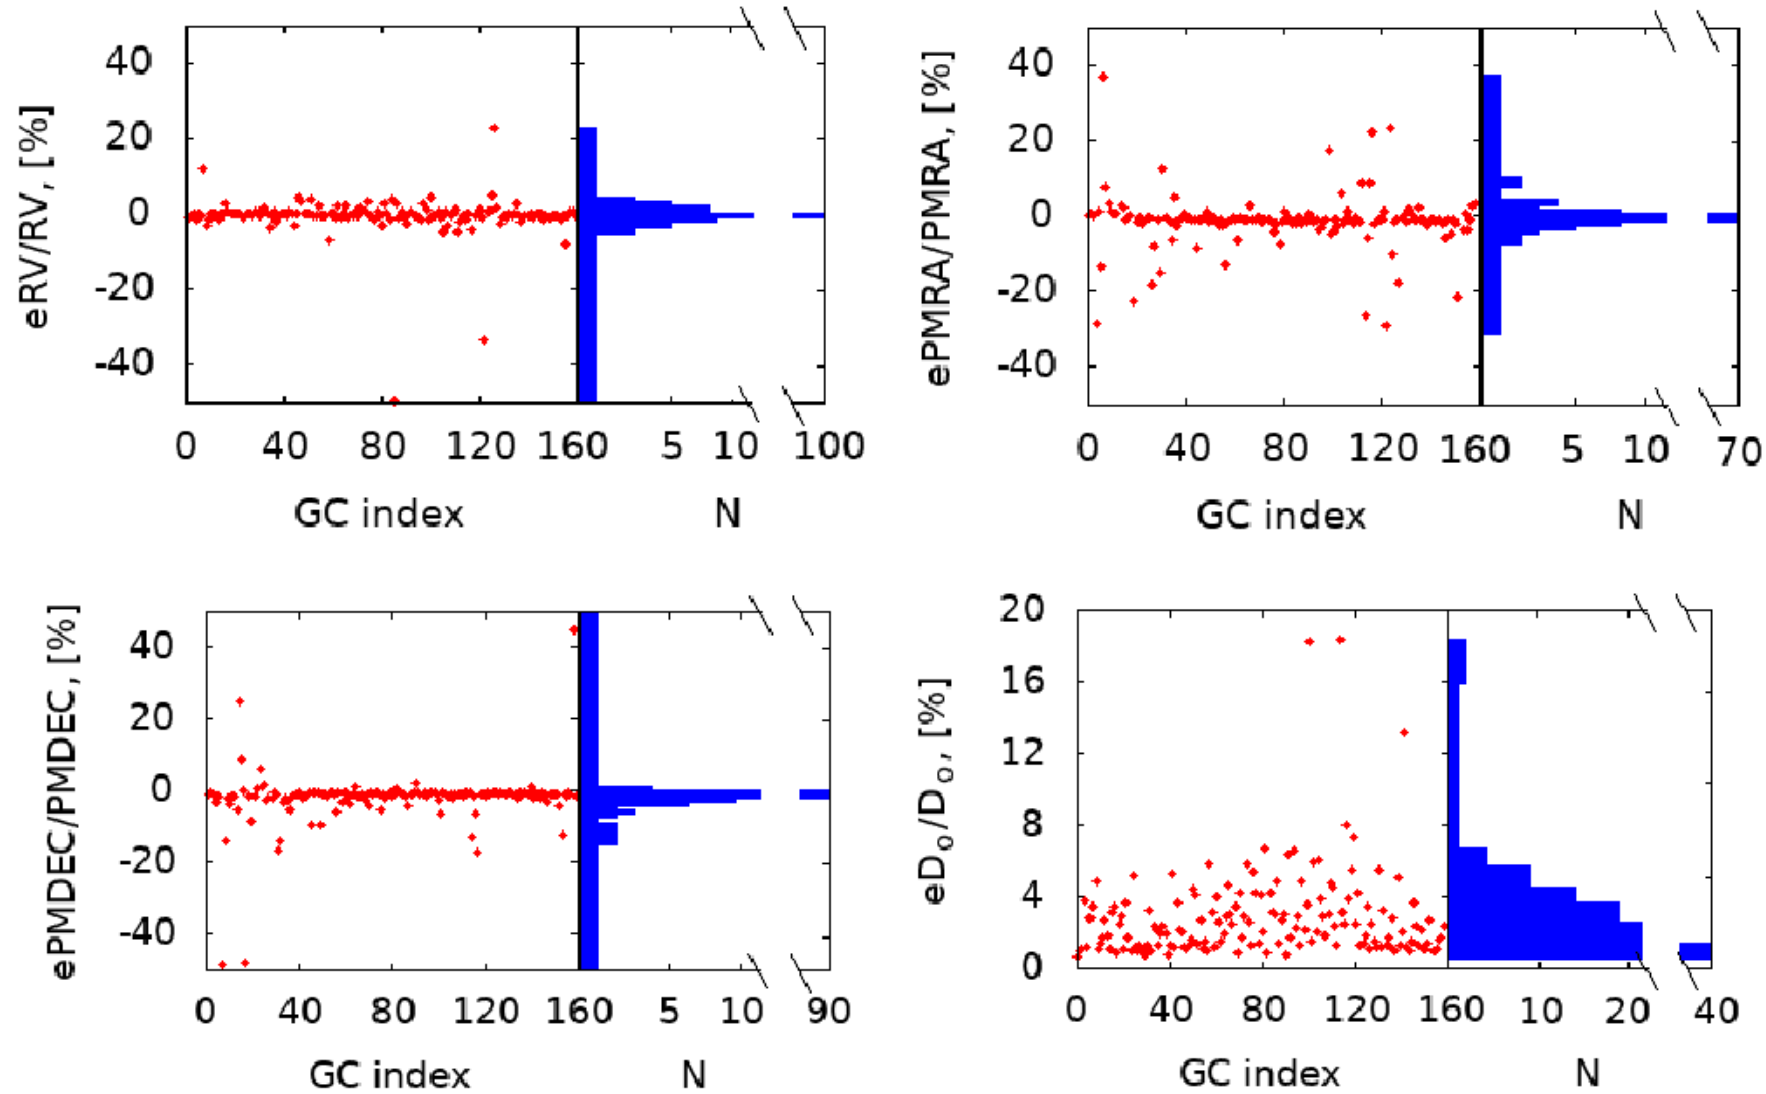 eRV/RV, [%]
40
20
0
-20
-40
0 40 80 120 160 5 10 100
GC index N
ePMRA/PMRA, [%]
40
20
0
-20
-40
0 40 80 120 160 5 10 70
GC index N
ePMDEC/PMDEC, [%]
40
20
0
-20
-40
0 40 80 120 160 5 10 90
GC index N
eD₀/D₀, [%]
20
16
12
8
4
0
0 40 80 120 160 10 20 40
GC index N